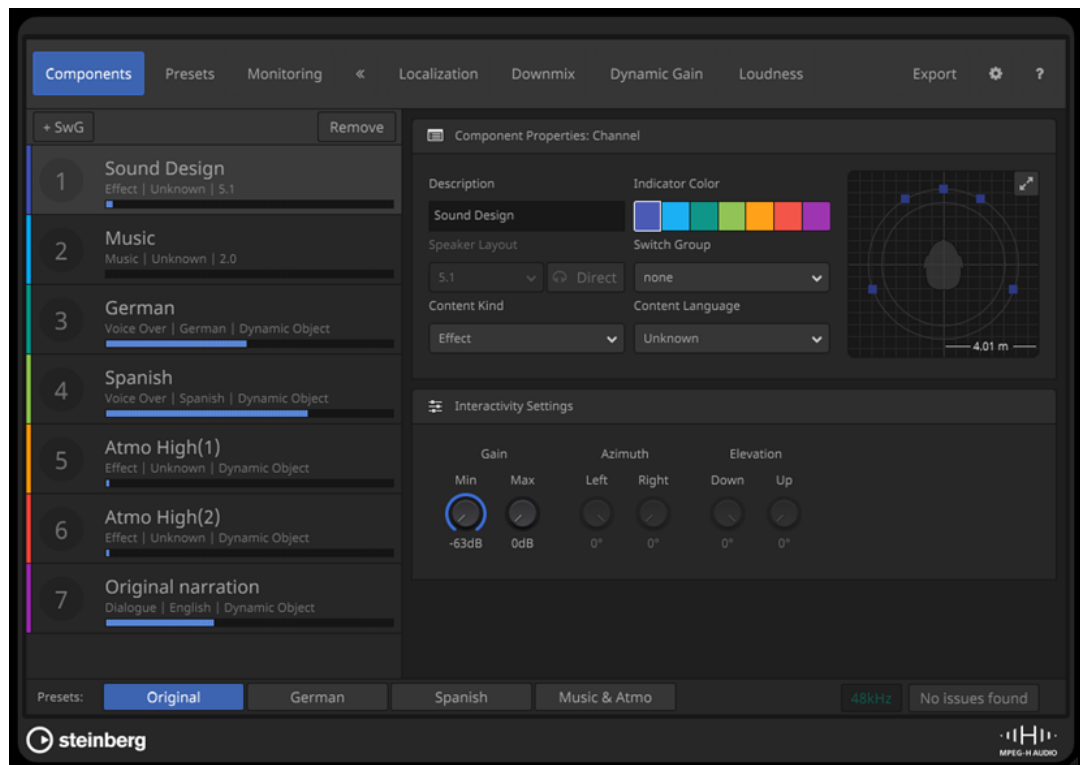 Components Presets Monitoring « Localization Downmix Dynamic Gain Loudness Export ?
+ SwG Remove
1 Sound Design
Effect | Unknown | 5.1
2 Music
Music | Unknown | 2.0
3 German
Voice Over | German | Dynamic Object
4 Spanish
Voice Over | Spanish | Dynamic Object
5 Atmo High(1)
Effect | Unknown | Dynamic Object
6 Atmo High(2)
Effect | Unknown | Dynamic Object
7 Original narration
Dialogue | English | Dynamic Object
Component Properties: Channel
Description Indicator Color
Sound Design
Speaker Layout Switch Group
5.1 Direct none
Content Kind Content Language
Effect Unknown
4.01 m
Interactivity Settings
Gain Azimuth Elevation
Min Max Left Right Down Up
-63dB 0dB 0° 0° 0° 0°
Presets: Original German Spanish Music & Atmo 48kHz No issues found
steinberg
MPEG-H AUDIO